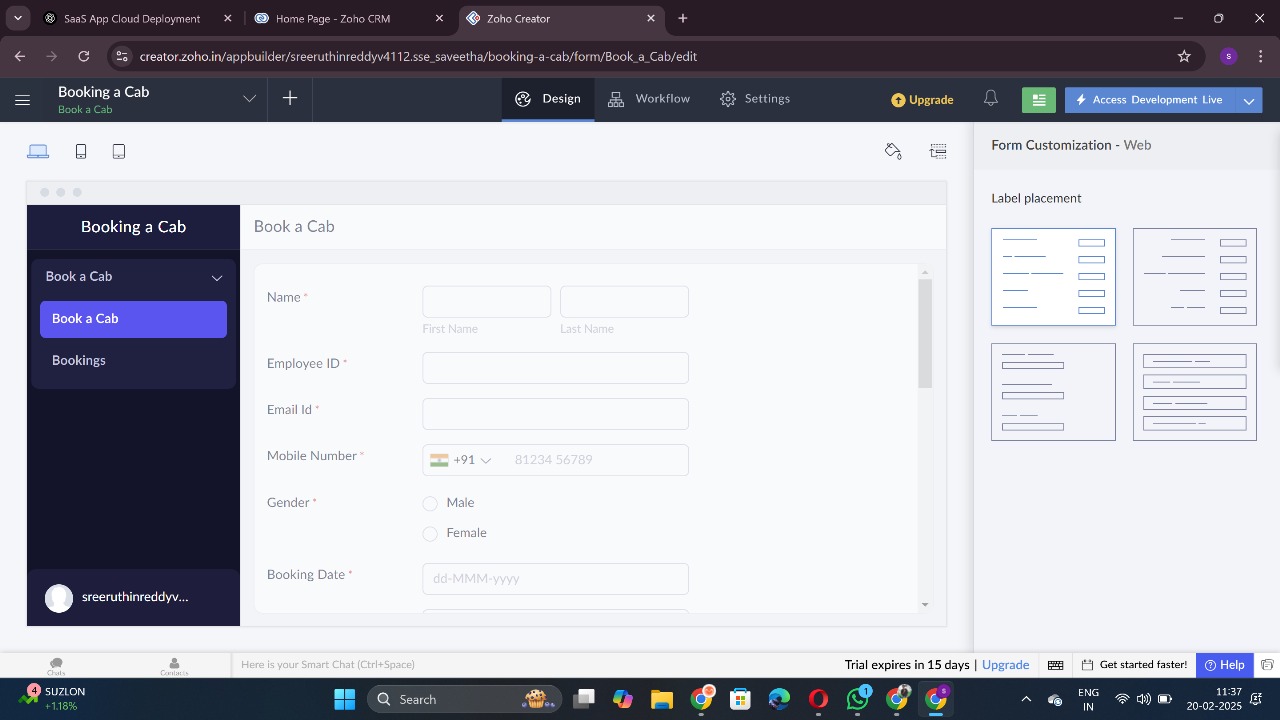 SaaS App Cloud Deployment
Home Page - Zoho CRM
Zoho Creator
creator.zoho.in/appbuilder/sreeruthinreddyv4112.sse_saveetha/booking-a-cab/form/Book_a_Cab/edit
S
Booking a Cab
Book a Cab
Design
Workflow
Settings
Upgrade
Access Development Live
Form Customization - Web
Label placement
Booking a Cab
Book a Cab
Book a Cab
Book a Cab
Bookings
Name *
First Name
Last Name
Employee ID *
Email Id *
Mobile Number *
+91
81234 56789
Gender *
Male
Female
Booking Date *
dd-MMM-yyyy
sreeruthinreddyv...
Chats
Contacts
Here is your Smart Chat (Ctrl+Space)
Trial expires in 15 days | Upgrade
Get started faster!
Help
4
SUZLON
+1.18%
Search
1
S
ENG
IN
11:37
20-02-2025